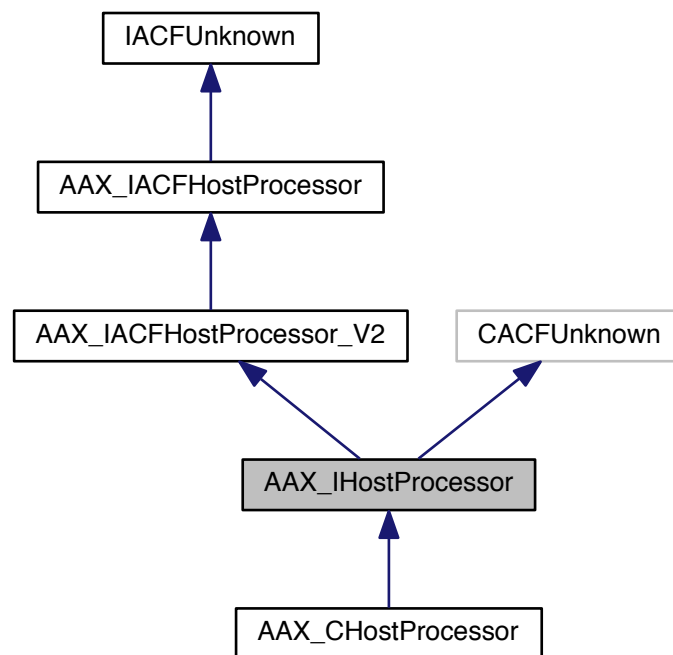 IACFUnknown
AAX_IACFHostProcessor
AAX_IACFHostProcessor_V2
CACFUnknown
AAX_IHostProcessor
AAX_CHostProcessor